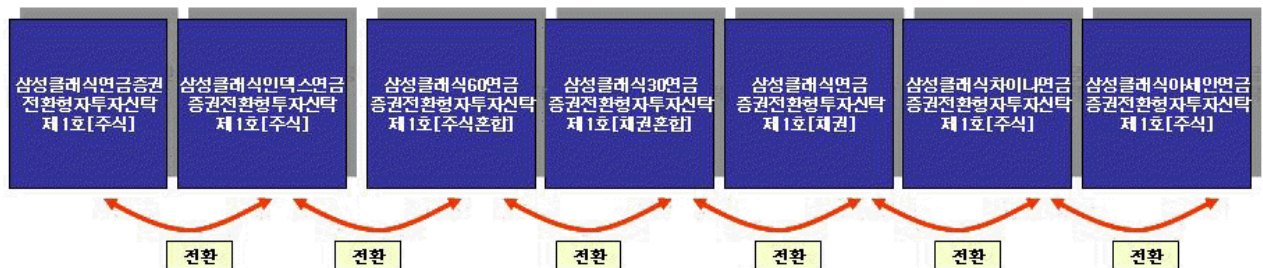 삼성클래식연금증권
전환형자투자신탁
제1호[주식]
삼성클래식인덱스연금
증권전환형자투자신탁
제1호[주식]
삼성클래식60연금
증권전환형자투자신탁
제1호[주식혼합]
삼성클래식30연금
증권전환형자투자신탁
제1호[채권혼합]
삼성클래식연금
증권전환형자투자신탁
제1호[채권]
삼성클래식차이나연금
증권전환형자투자신탁
제1호[주식]
삼성클래식아세안연금
증권전환형자투자신탁
제1호[주식]
전환
전환
전환
전환
전환
전환